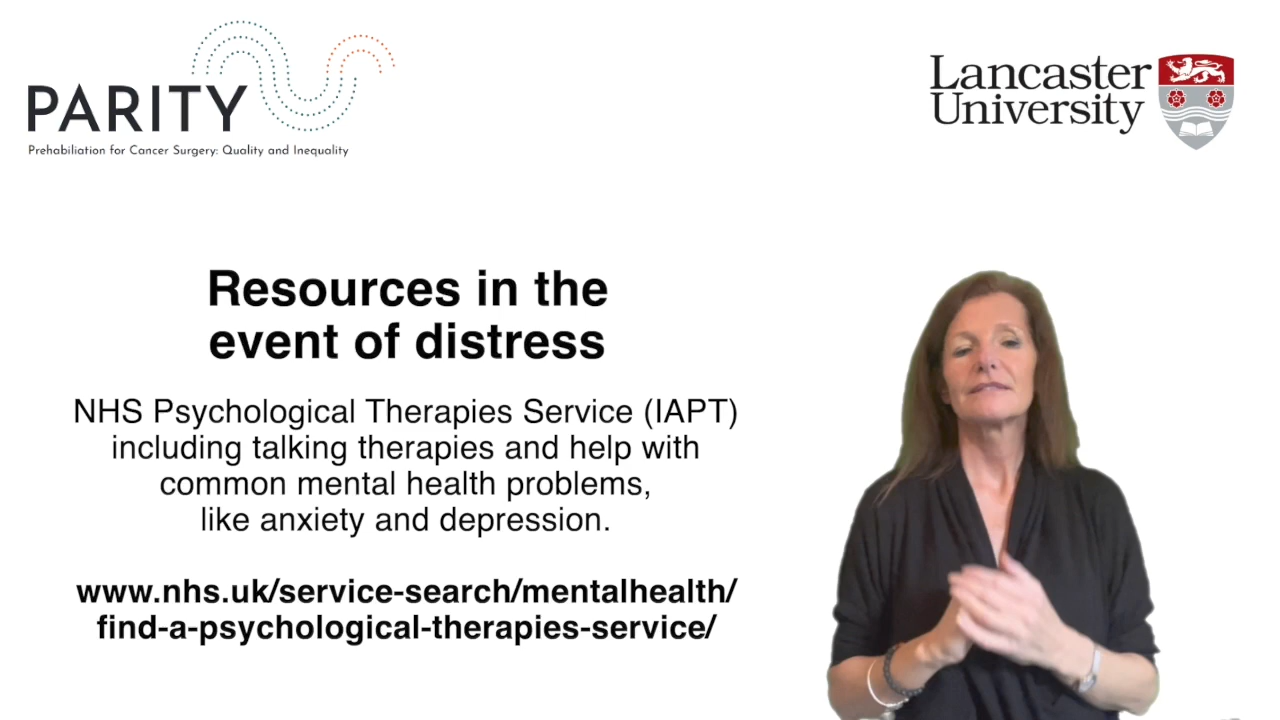 PARITY
Prehabiliation for Cancer Surgery: Quality and Inequality
Lancaster
University
Resources in the
event of distress
NHS Psychological Therapies Service (IAPT)
including talking therapies and help with
common mental health problems,
like anxiety and depression.
www.nhs.uk/service-search/mentalhealth/
find-a-psychological-therapies-service/